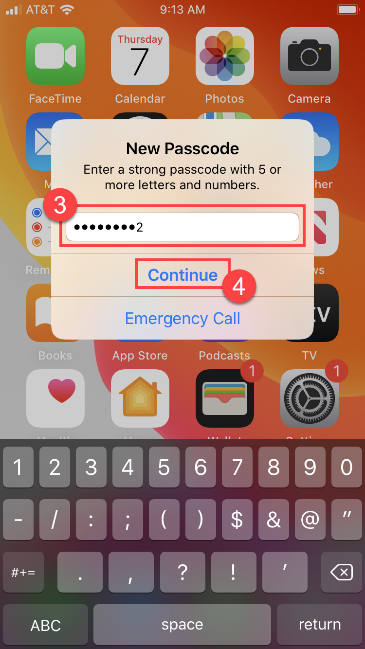 AT&T 9:13 AM
Thursday
7
FaceTime Calendar Photos Camera
New Passcode
Enter a strong passcode with 5 or
more letters and numbers.
3
●●●●●●●●2
Continue
4
Emergency Call
Books App Store Podcasts TV
1 1
1 2 3 4 5 6 7 8 9 0
- / : ; ( ) $ & @ "
#+= . , ? ! '
ABC space return